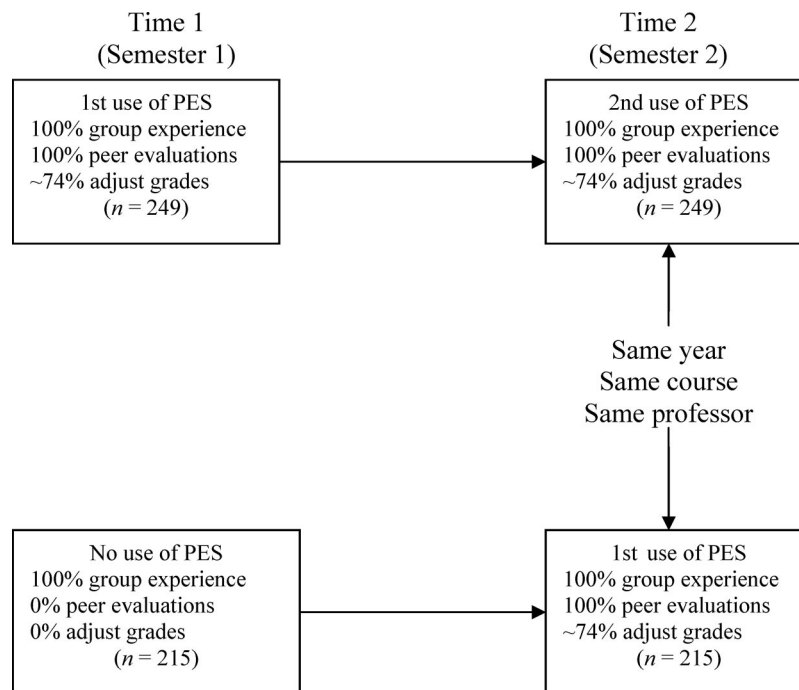 Time 1
(Semester 1)
Time 2
(Semester 2)
1st use of PES
100% group experience
100% peer evaluations
~74% adjust grades
(n = 249)
2nd use of PES
100% group experience
100% peer evaluations
~74% adjust grades
(n = 249)
Same year
Same course
Same professor
No use of PES
100% group experience
0% peer evaluations
0% adjust grades
(n = 215)
1st use of PES
100% group experience
100% peer evaluations
~74% adjust grades
(n = 215)